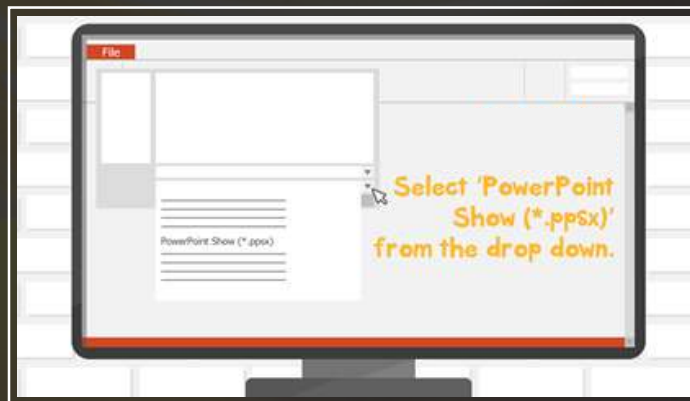 File
Select 'PowerPoint
Show (*.ppsx)'
from the drop down.
PowerPoint Show (*.ppsx)